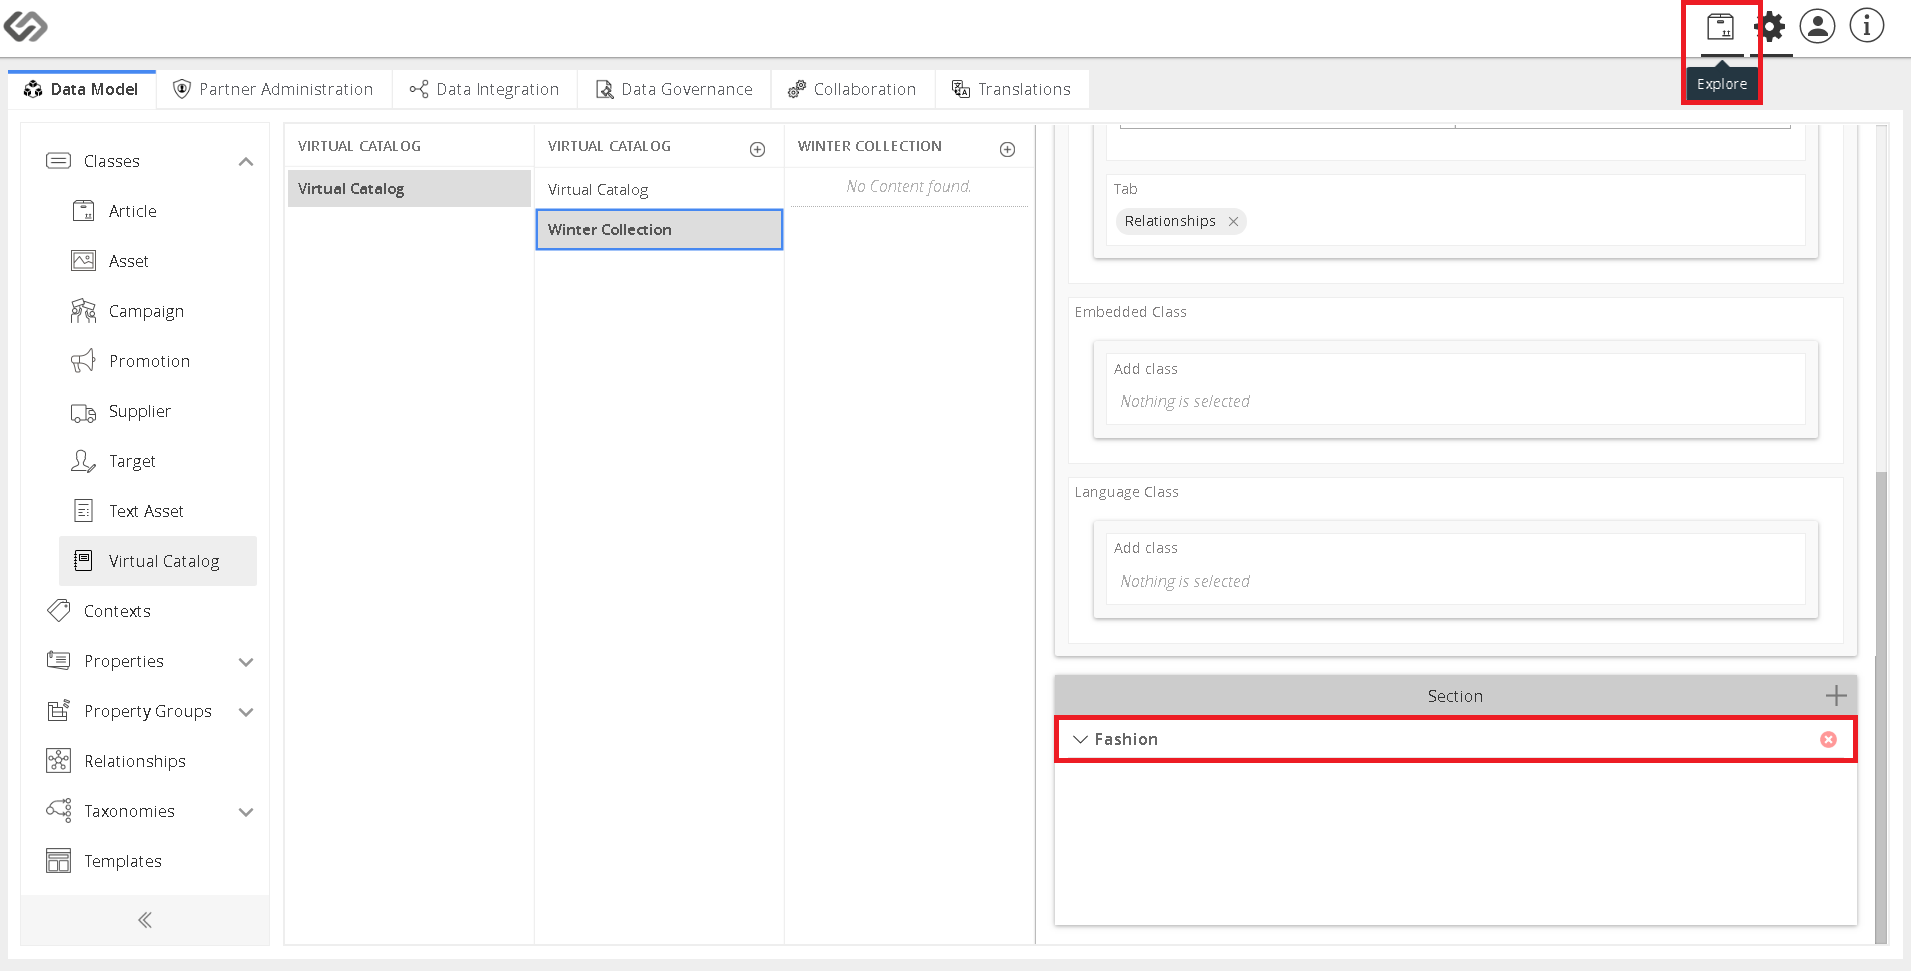 Explore
Data Model
Partner Administration
Data Integration
Data Governance
Collaboration
Translations
Classes
Article
Asset
Campaign
Promotion
Supplier
Target
Text Asset
Virtual Catalog
Contexts
Properties
Property Groups
Relationships
Taxonomies
Templates
VIRTUAL CATALOG
Virtual Catalog
VIRTUAL CATALOG
Virtual Catalog
Winter Collection
WINTER COLLECTION
No Content found.
Tab
Relationships
Embedded Class
Add class
Nothing is selected
Language Class
Add class
Nothing is selected
Section
Fashion